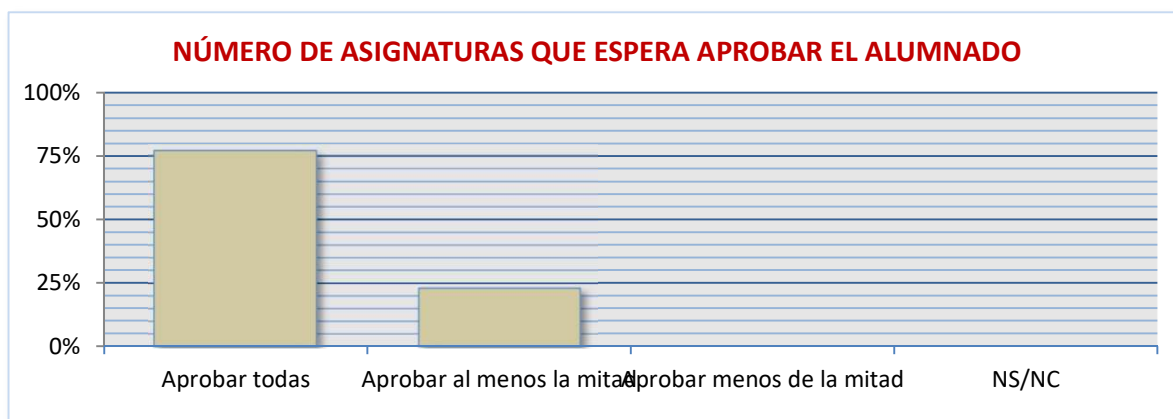 NÚMERO DE ASIGNATURAS QUE ESPERA APROBAR EL ALUMNADO
100%
75%
50%
25%
0%
Aprobar todas
Aprobar al menos la mitad
Aprobar menos de la mitad
NS/NC